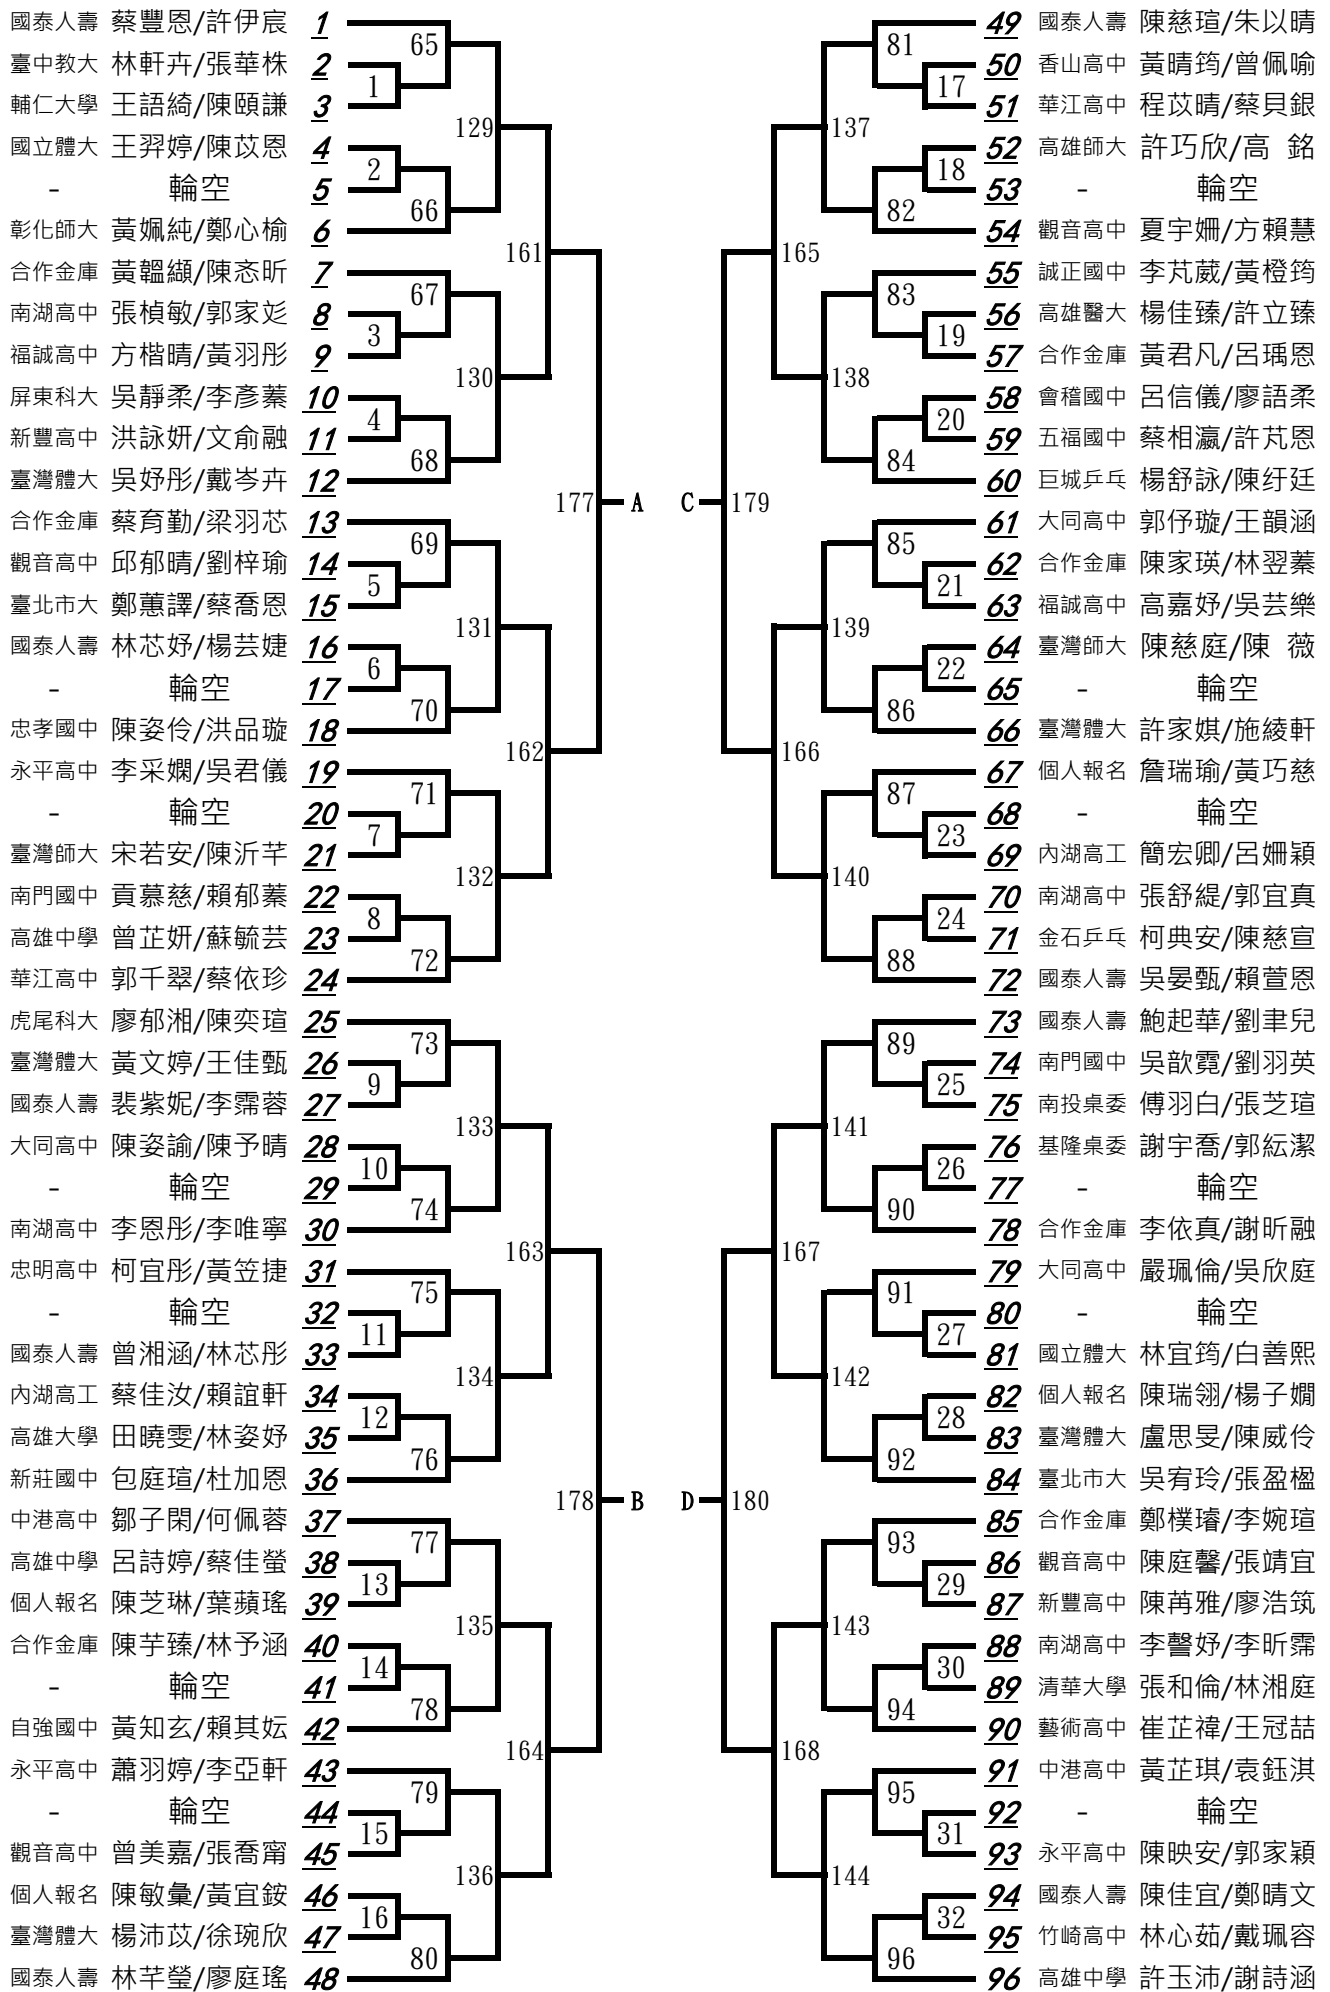 國泰人壽 蔡豐恩/許伊宸 1
65
臺中教大 林軒卉/張華株 2
1
輔仁大學 王語綺/陳頤謙 3
129
國立體大 王羿婷/陳苡恩 4
2
- 輪空 5
66
彰化師大 黃姵純/鄭心榆 6
161
合作金庫 黃韞纈/陳忞昕 7
67
南湖高中 張楨敏/郭家彣 8
3
福誠高中 方楷晴/黃羽彤 9
130
屏東科大 吳靜柔/李彥蓁 10
4
新豐高中 洪詠妍/文俞融 11
68
臺灣體大 吳妤彤/戴岑卉 12
177 A
合作金庫 蔡育勤/梁羽芯 13
69
觀音高中 邱郁晴/劉梓瑜 14
5
臺北市大 鄭蕙譯/蔡喬恩 15
131
國泰人壽 林芯妤/楊芸婕 16
6
- 輪空 17
70
忠孝國中 陳姿伶/洪品璇 18
162
永平高中 李采嫻/吳君儀 19
71
- 輪空 20
7
臺灣師大 宋若安/陳沂芊 21
132
南門國中 貢慕慈/賴郁蓁 22
8
高雄中學 曾芷妍/蘇毓芸 23
72
華江高中 郭千翠/蔡依珍 24
虎尾科大 廖郁湘/陳奕瑄 25
73
臺灣體大 黃文婷/王佳甄 26
9
國泰人壽 裴紫妮/李霈蓉 27
133
大同高中 陳姿諭/陳予晴 28
10
- 輪空 29
74
南湖高中 李恩彤/李唯寧 30
163
忠明高中 柯宜彤/黃笠捷 31
75
- 輪空 32
11
國泰人壽 曾湘涵/林芯彤 33
134
內湖高工 蔡佳汝/賴誼軒 34
12
高雄大學 田曉雯/林姿妤 35
76
新莊國中 包庭瑄/杜加恩 36
178 B
中港高中 鄒子閑/何佩蓉 37
77
高雄中學 呂詩婷/蔡佳螢 38
13
個人報名 陳芝琳/葉蘋瑤 39
135
合作金庫 陳芋臻/林予涵 40
14
- 輪空 41
78
自強國中 黃知玄/賴其妘 42
164
永平高中 蕭羽婷/李亞軒 43
79
- 輪空 44
15
觀音高中 曾美嘉/張喬甯 45
136
個人報名 陳敏彙/黃宜銨 46
16
臺灣體大 楊沛苡/徐琬欣 47
80
國泰人壽 林芊瑩/廖庭瑤 48
49 國泰人壽 陳慈瑄/朱以晴
81
50 香山高中 黃晴筠/曾佩喻
17
51 華江高中 程苡晴/蔡貝銀
137
52 高雄師大 許巧欣/高 銘
18
53 - 輪空
82
54 觀音高中 夏宇姍/方賴慧
165
55 誠正國中 李芃葳/黃橙筠
83
56 高雄醫大 楊佳臻/許立臻
19
57 合作金庫 黃君凡/呂瑀恩
138
58 會稽國中 呂信儀/廖語柔
20
59 五福國中 蔡相瀛/許芃恩
84
60 巨城乒乓 楊舒詠/陳纡廷
C 179
61 大同高中 郭伃璇/王韻涵
85
62 合作金庫 陳家瑛/林翌蓁
21
63 福誠高中 高嘉妤/吳芸樂
139
64 臺灣師大 陳慈庭/陳 薇
22
65 - 輪空
86
66 臺灣體大 許家娸/施綾軒
166
67 個人報名 詹瑞瑜/黃巧慈
87
68 - 輪空
23
69 內湖高工 簡宏卿/呂姍穎
140
70 南湖高中 張舒緹/郭宜真
24
71 金石乒乓 柯典安/陳慈宣
88
72 國泰人壽 吳晏甄/賴萱恩
73 國泰人壽 鮑起華/劉聿兒
89
74 南門國中 吳歆霓/劉羽英
25
75 南投桌委 傅羽白/張芝瑄
141
76 基隆桌委 謝宇喬/郭紜潔
26
77 - 輪空
90
78 合作金庫 李依真/謝昕融
167
79 大同高中 嚴珮倫/吳欣庭
91
80 - 輪空
27
81 國立體大 林宜筠/白善熙
142
82 個人報名 陳瑞翎/楊子嫺
28
83 臺灣體大 盧思旻/陳威伶
92
84 臺北市大 吳宥玲/張盈楹
D 180
85 合作金庫 鄭樸璿/李婉瑄
93
86 觀音高中 陳庭馨/張靖宜
29
87 新豐高中 陳苒雅/廖浩筑
143
88 南湖高中 李謦妤/李昕霈
30
89 清華大學 張和倫/林湘庭
94
90 藝術高中 崔芷禕/王冠喆
168
91 中港高中 黃芷琪/袁鈺淇
95
92 - 輪空
31
93 永平高中 陳映安/郭家穎
144
94 國泰人壽 陳佳宜/鄭晴文
32
95 竹崎高中 林心茹/戴珮容
96
96 高雄中學 許玉沛/謝詩涵